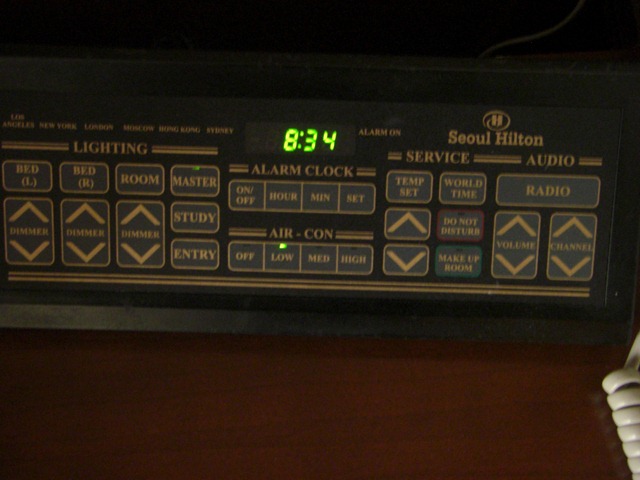 LOS ANGELES NEW YORK LONDON MOSCOW HONG KONG SYDNEY
8:34
ALARM ON
Seoul Hilton
LIGHTING
BED (L)
BED (R)
ROOM
MASTER
DIMMER
DIMMER
DIMMER
STUDY
ENTRY
ALARM CLOCK
ON/OFF
HOUR
MIN
SET
AIR - CON
OFF
LOW
MED
HIGH
SERVICE
TEMP SET
WORLD TIME
DO NOT DISTURB
MAKE UP ROOM
AUDIO
RADIO
VOLUME
CHANNEL